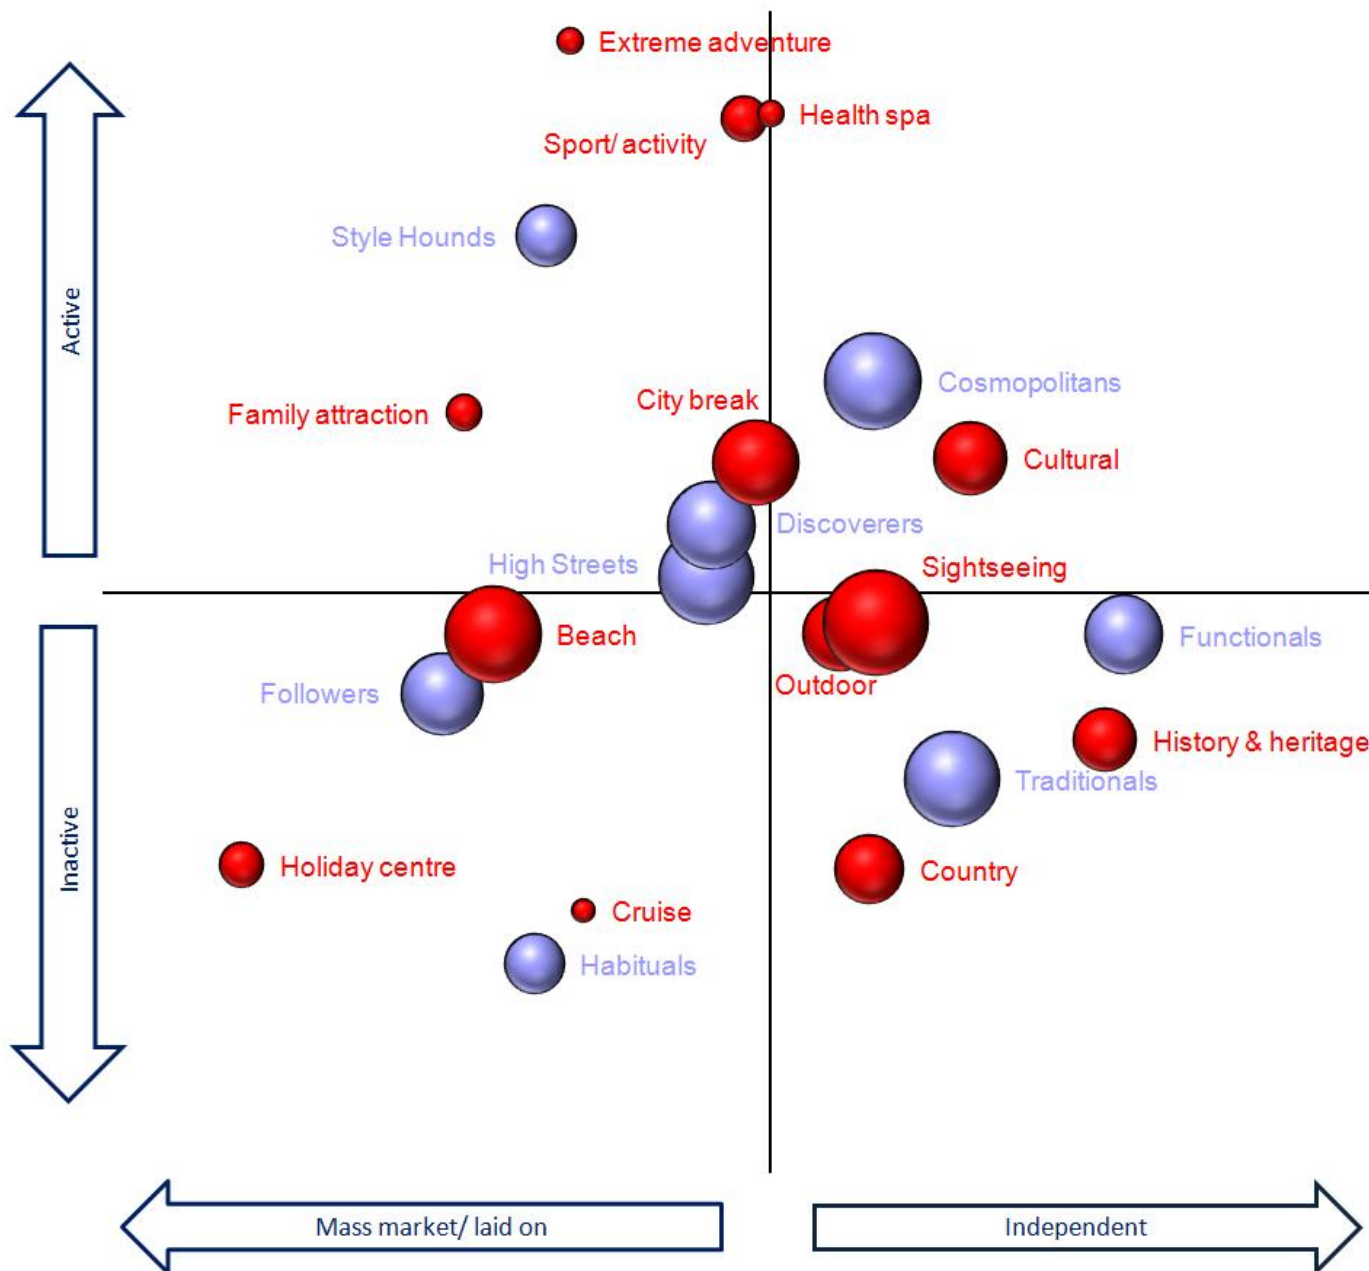 Extreme adventure
Health spa
Sport/ activity
Style Hounds
Active
Cosmopolitans
City break
Family attraction
Cultural
Discoverers
High Streets
Sightseeing
Beach
Functionals
Outdoor
Followers
History & heritage
Traditionals
Inactive
Holiday centre
Country
Cruise
Habituals
Mass market/ laid on
Independent